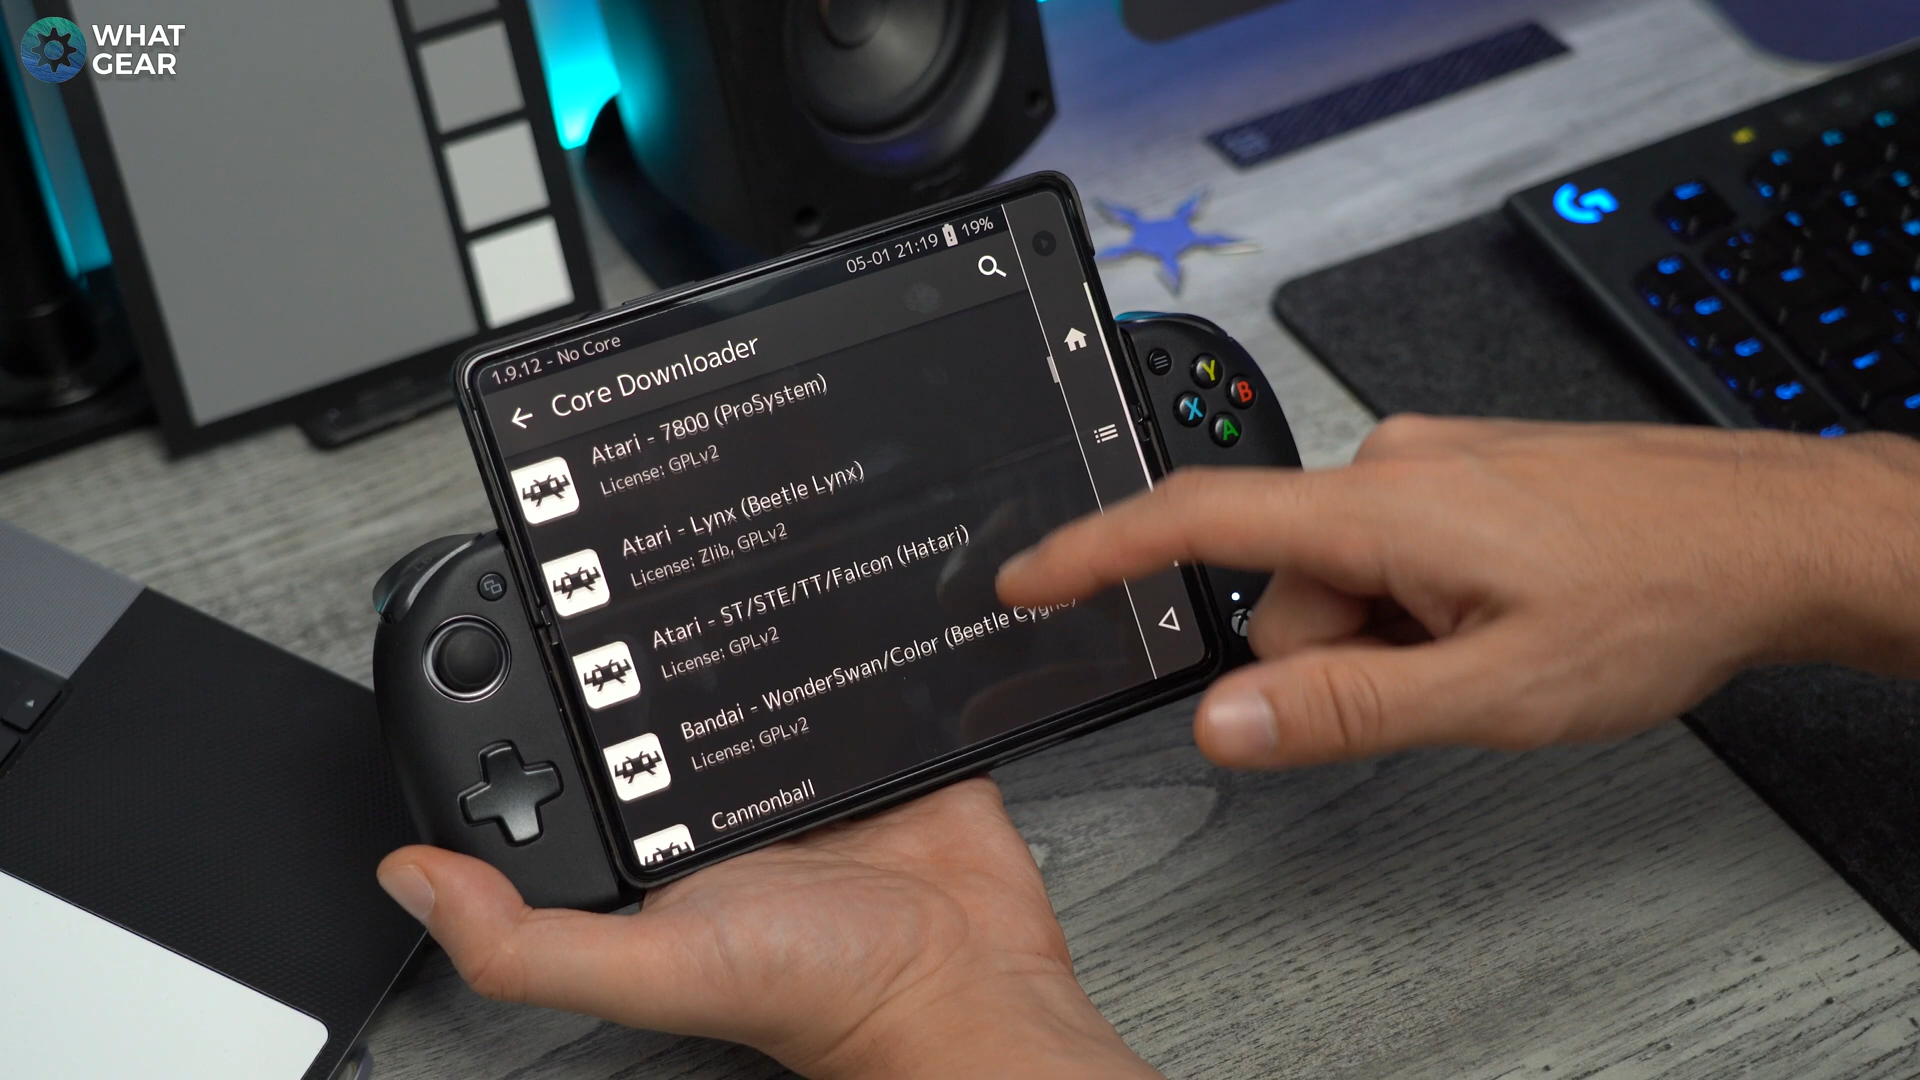 WHAT
GEAR
05-01 21:19 19%
1.9.12 - No Core
Core Downloader
Atari - 7800 (ProSystem)
License: GPLv2
Atari - Lynx (Beetle Lynx)
License: Zlib, GPLv2
Atari - ST/STE/TT/Falcon (Hatari)
License: GPLv2
Bandai - WonderSwan/Color (Beetle Cygne)
License: GPLv2
Cannonball
Y
B
X
A
G